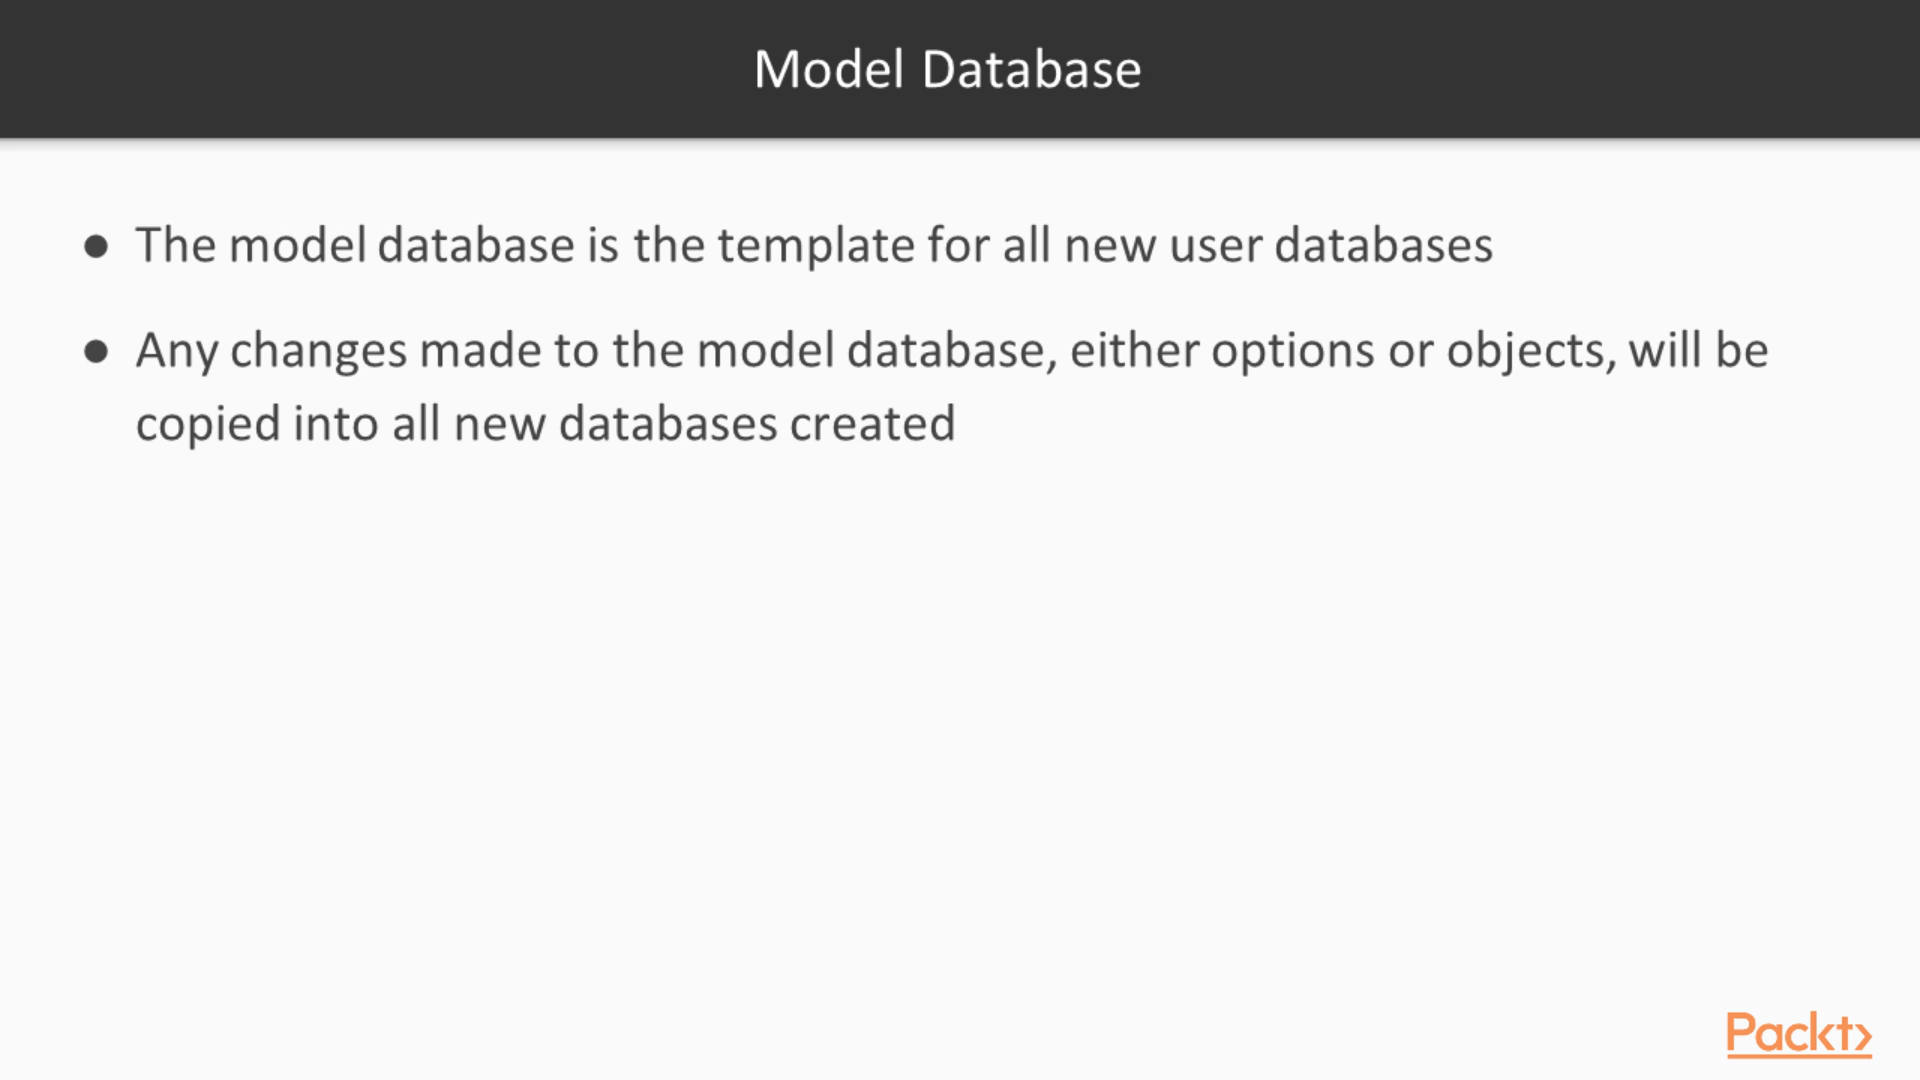 Model Database
● The model database is the template for all new user databases
● Any changes made to the model database, either options or objects, will be
copied into all new databases created
Packt>